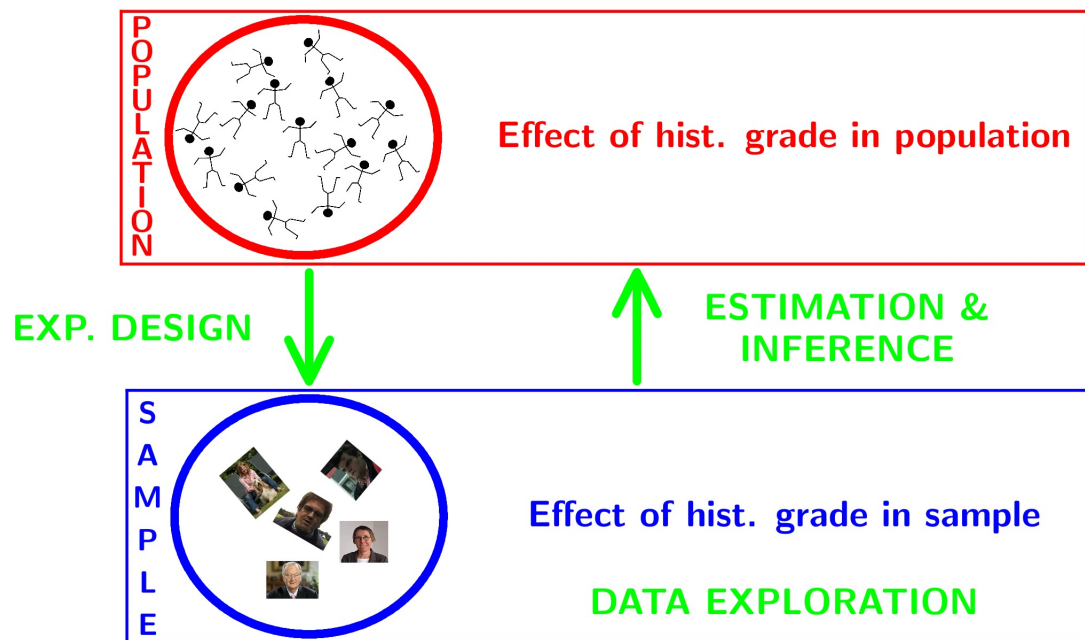 POPULATION
Effect of hist. grade in population
EXP. DESIGN
ESTIMATION &
INFERENCE
SAMPLE
Effect of hist. grade in sample
DATA EXPLORATION